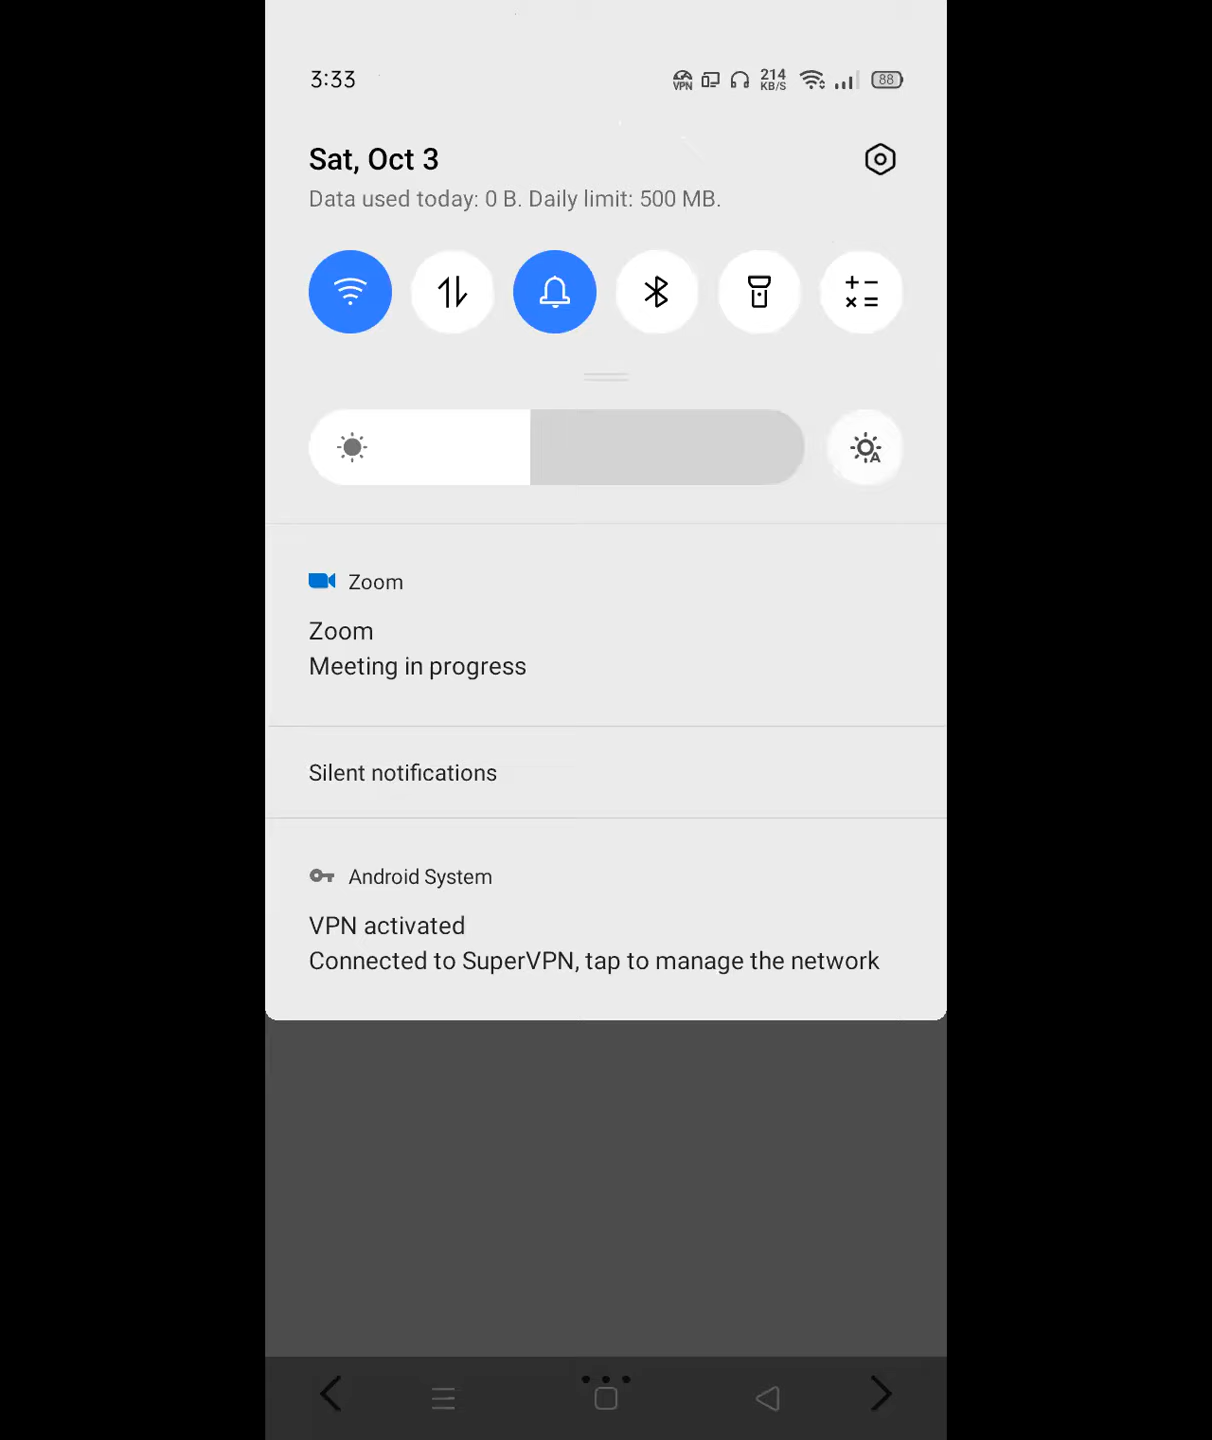 3:33
VPN
214
KB/S
88
Sat, Oct 3
Data used today: 0 B. Daily limit: 500 MB.
A
Zoom
Zoom
Meeting in progress
Silent notifications
Android System
VPN activated
Connected to SuperVPN, tap to manage the network